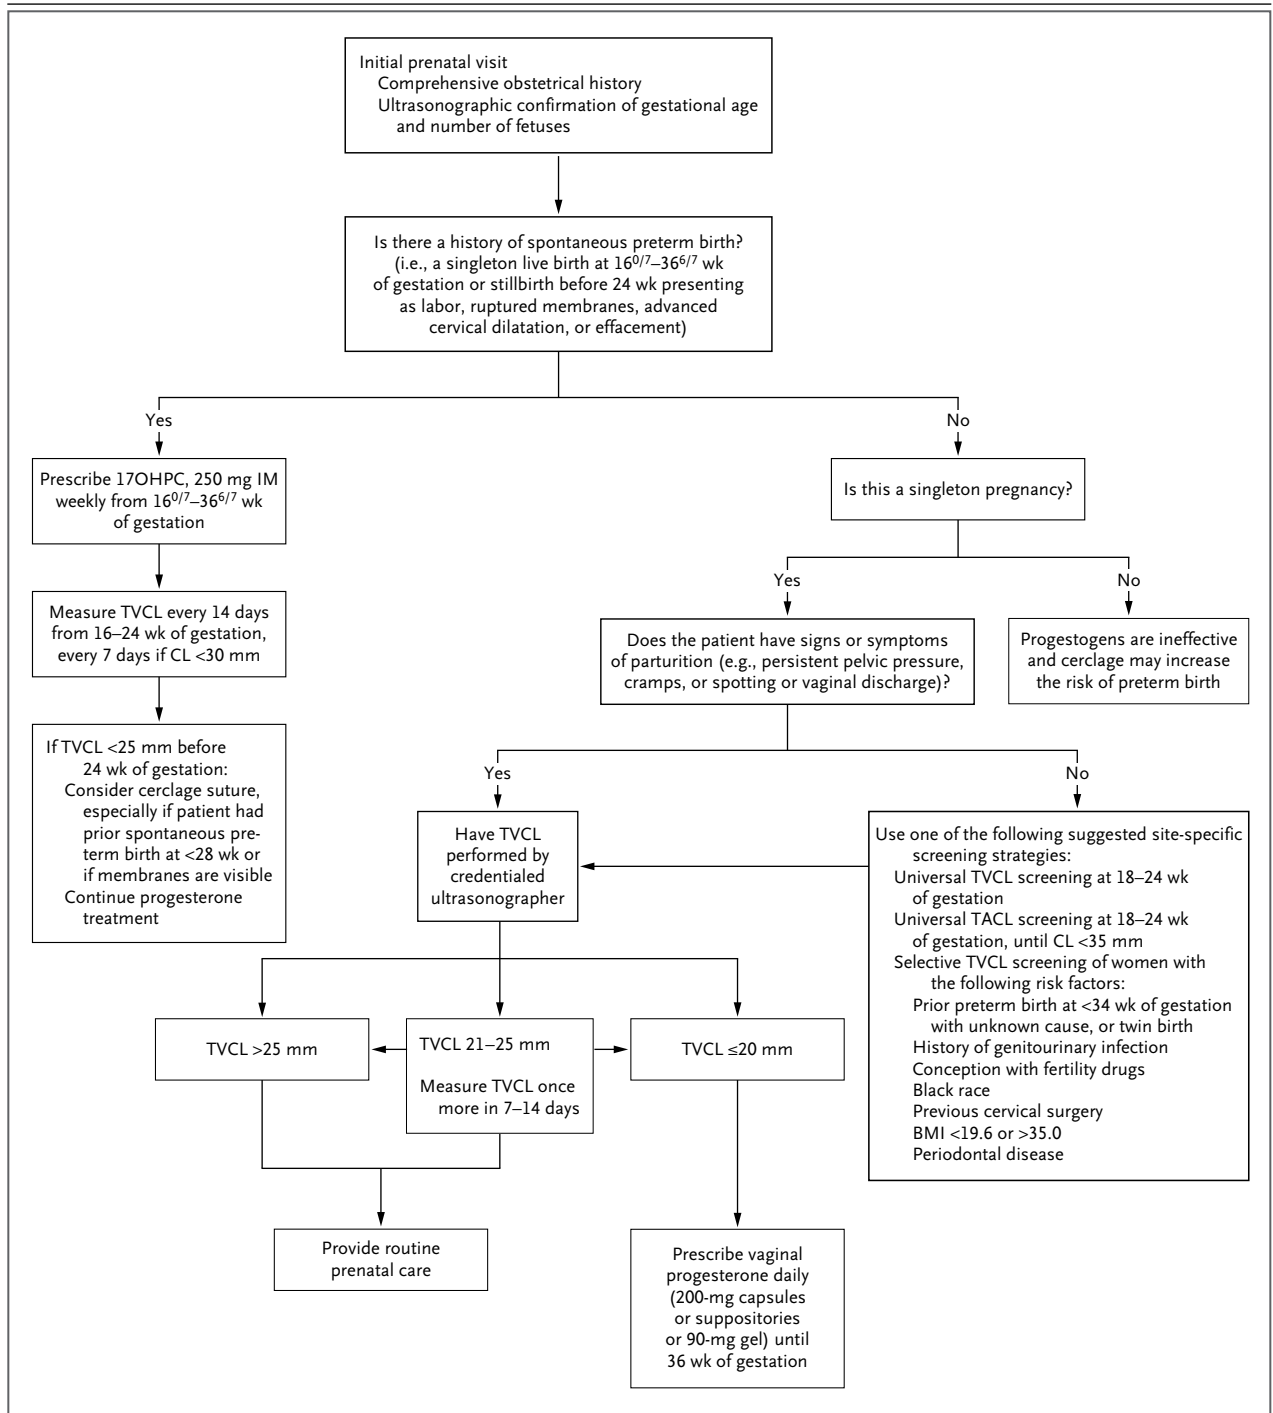 Initial prenatal visit
Comprehensive obstetrical history
Ultrasonographic confirmation of gestational age
and number of fetuses
Is there a history of spontaneous preterm birth?
(i.e., a singleton live birth at 16⁰/⁷–36⁶/⁷ wk
of gestation or stillbirth before 24 wk presenting
as labor, ruptured membranes, advanced
cervical dilatation, or effacement)
Yes
No
Prescribe 17OHPC, 250 mg IM
weekly from 16⁰/⁷–36⁶/⁷ wk
of gestation
Is this a singleton pregnancy?
Yes
No
Measure TVCL every 14 days
from 16–24 wk of gestation,
every 7 days if CL <30 mm
Does the patient have signs or symptoms
of parturition (e.g., persistent pelvic pressure,
cramps, or spotting or vaginal discharge)?
Progestogens are ineffective
and cerclage may increase
the risk of preterm birth
If TVCL <25 mm before
24 wk of gestation:
Consider cerclage suture,
especially if patient had
prior spontaneous pre-
term birth at <28 wk or
if membranes are visible
Continue progesterone
treatment
Yes
No
Have TVCL
performed by
credentialed
ultrasonographer
Use one of the following suggested site-specific
screening strategies:
Universal TVCL screening at 18–24 wk
of gestation
Universal TACL screening at 18–24 wk
of gestation, until CL <35 mm
Selective TVCL screening of women with
the following risk factors:
Prior preterm birth at <34 wk of gestation
with unknown cause, or twin birth
History of genitourinary infection
Conception with fertility drugs
Black race
Previous cervical surgery
BMI <19.6 or >35.0
Periodontal disease
TVCL >25 mm
TVCL 21–25 mm
Measure TVCL once
more in 7–14 days
TVCL ≤20 mm
Provide routine
prenatal care
Prescribe vaginal
progesterone daily
(200-mg capsules
or suppositories
or 90-mg gel) until
36 wk of gestation